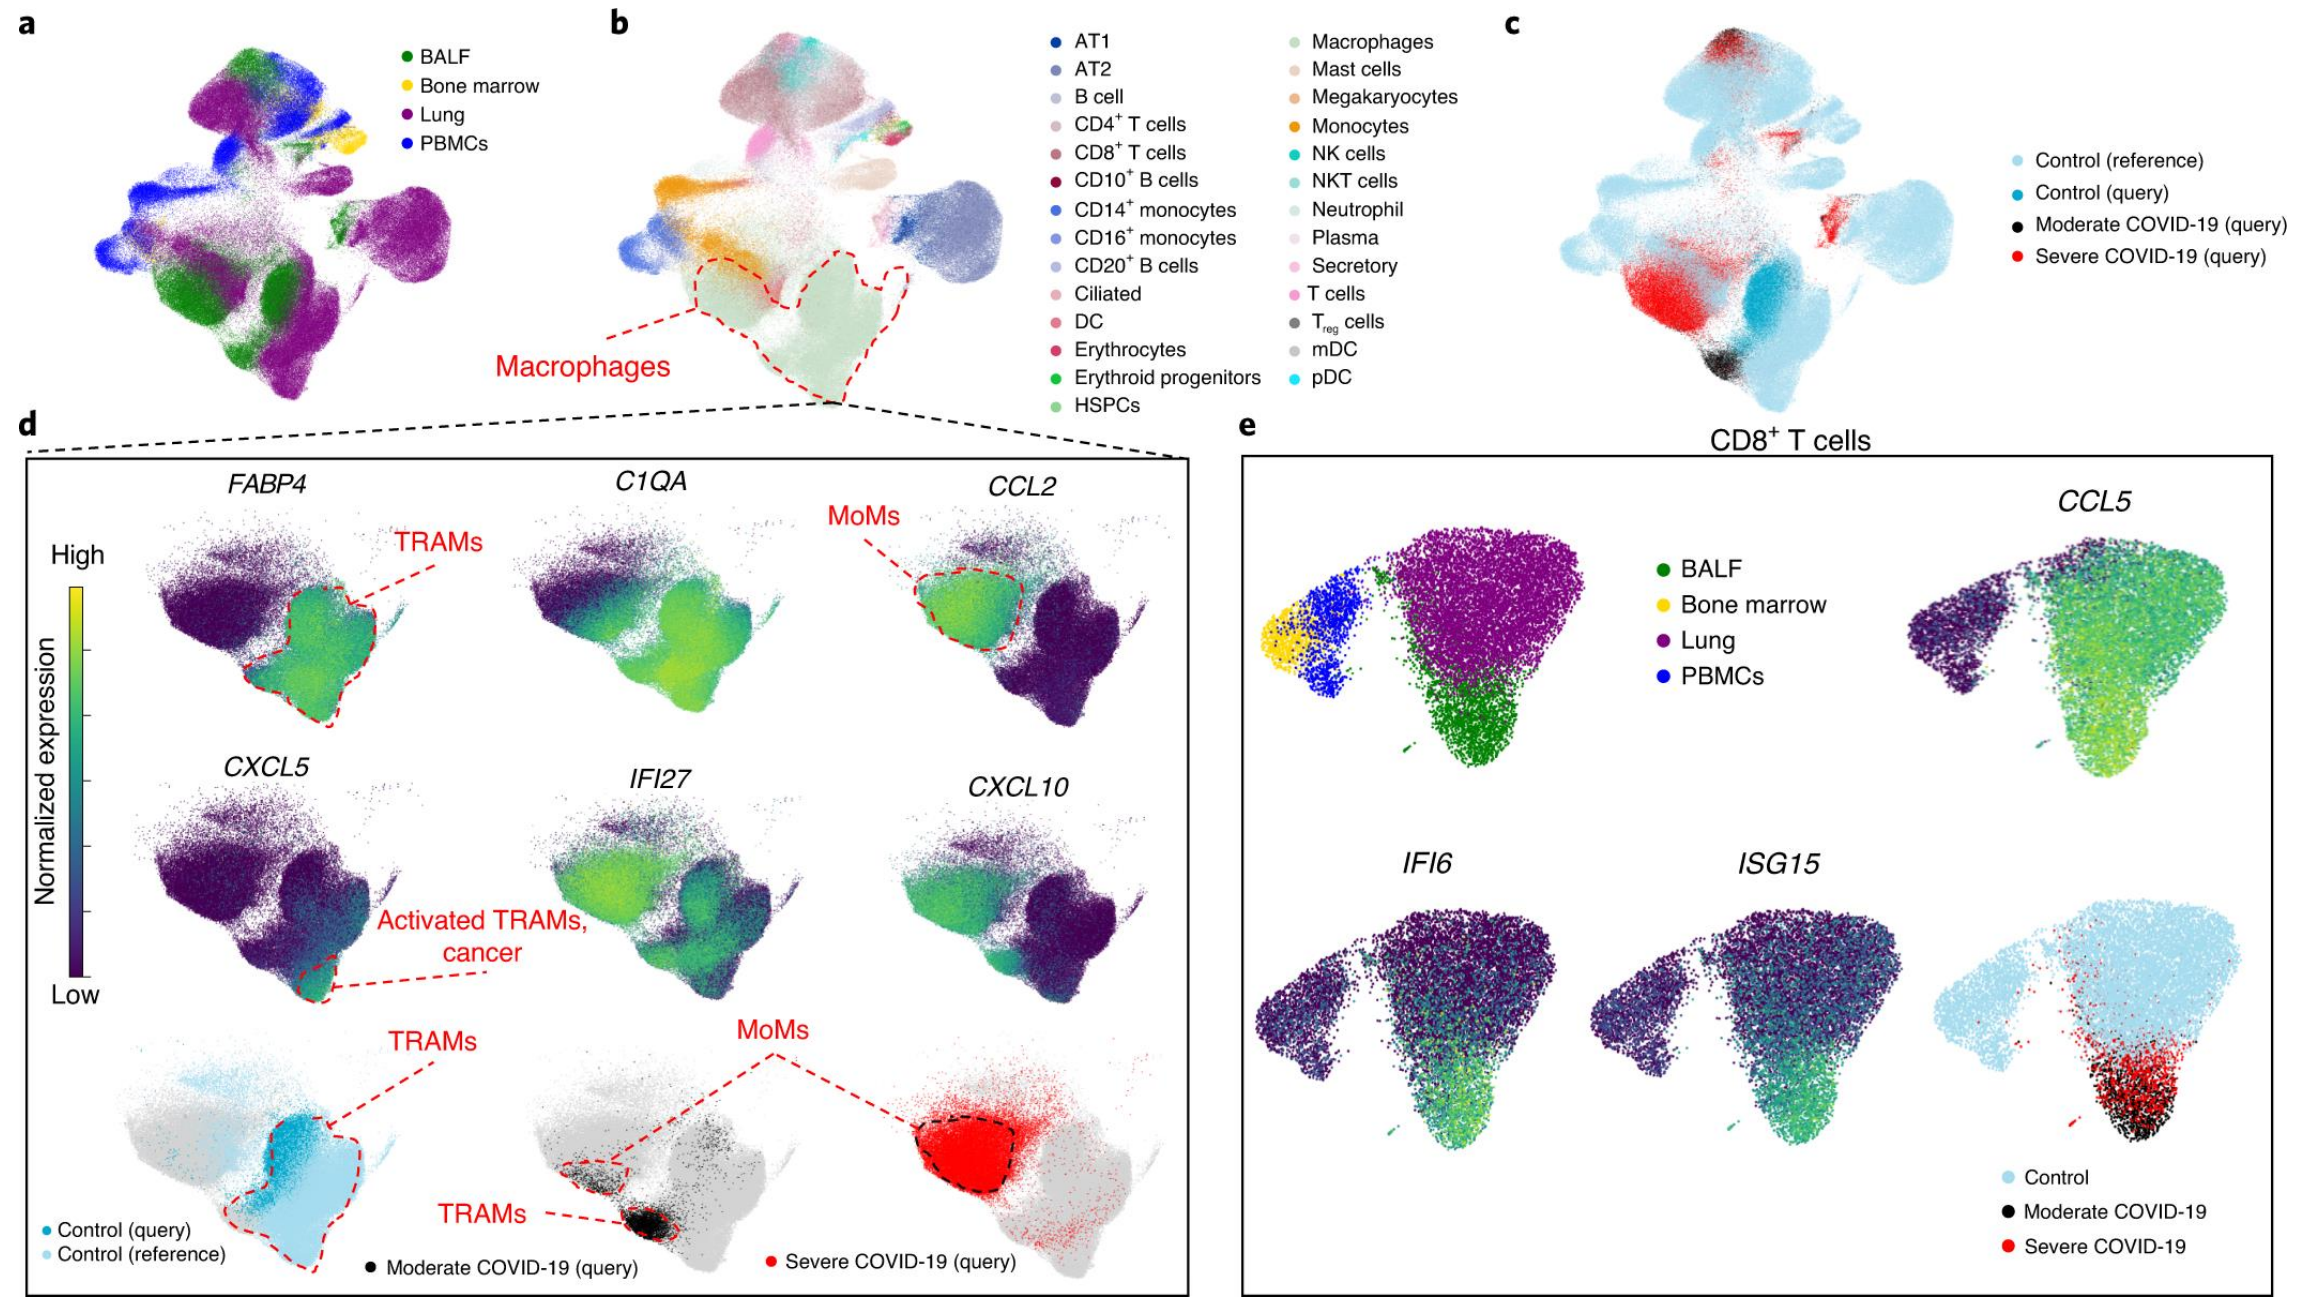 a
BALF
Bone marrow
Lung
PBMCs
b
Macrophages
AT1
AT2
B cell
CD4+ T cells
CD8+ T cells
CD10+ B cells
CD14+ monocytes
CD16+ monocytes
CD20+ B cells
Ciliated
DC
Erythrocytes
Erythroid progenitors
HSPCs
Macrophages
Mast cells
Megakaryocytes
Monocytes
NK cells
NKT cells
Neutrophil
Plasma
Secretory
T cells
Treg cells
mDC
pDC
c
Control (reference)
Control (query)
Moderate COVID-19 (query)
Severe COVID-19 (query)
d
High
Normalized expression
Low
FABP4
TRAMs
C1QA
CCL2
MoMs
CXCL5
Activated TRAMs,
cancer
IFI27
CXCL10
TRAMs
Control (query)
Control (reference)
MoMs
TRAMs
Moderate COVID-19 (query)
Severe COVID-19 (query)
e
CD8+ T cells
BALF
Bone marrow
Lung
PBMCs
CCL5
IFI6
ISG15
Control
Moderate COVID-19
Severe COVID-19